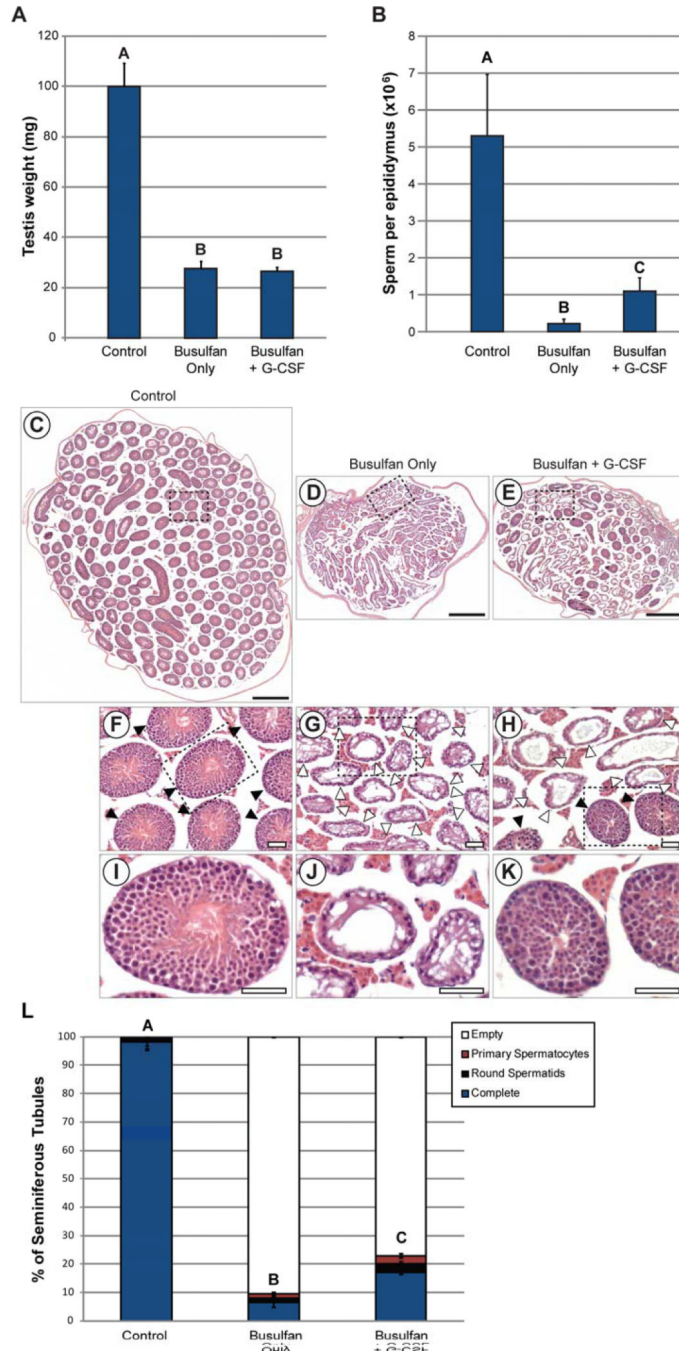 A
B
Testis weight (mg)
120
100
80
60
40
20
0
A
B
B
Control
Busulfan
Only
Busulfan
+ G-CSF
Sperm per epididymus (x10⁶)
8
7
6
5
4
3
2
1
0
A
B
C
Control
Busulfan
Only
Busulfan
+ G-CSF
Control
C
Busulfan Only
D
Busulfan + G-CSF
E
F
G
H
I
J
K
L
% of Seminiferous Tubules
100
90
80
70
60
50
40
30
20
10
0
A
B
C
Empty
Primary Spermatocytes
Round Spermatids
Complete
Control
Busulfan
Only
Busulfan
+ G-CSF